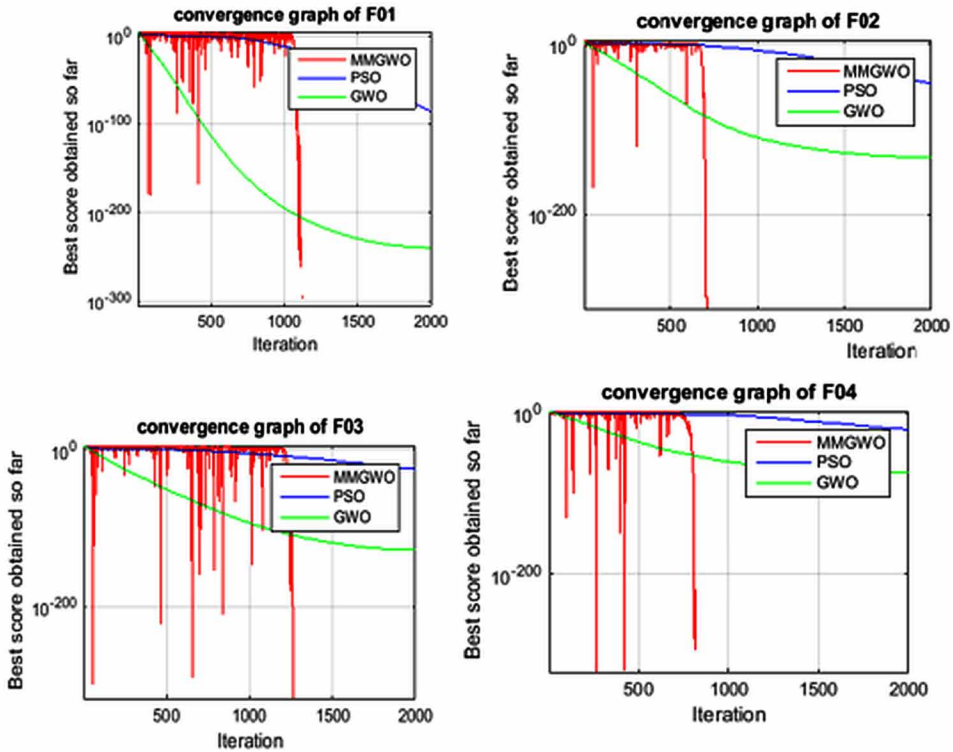 convergence graph of F01
Best score obtained so far
10^0
10^-100
10^-200
10^-300
MMGWO
PSO
GWO
500 1000 1500 2000
Iteration
convergence graph of F02
Best score obtained so far
10^0
10^-200
MMGWO
PSO
GWO
500 1000 1500 2000
Iteration
convergence graph of F03
Best score obtained so far
10^0
10^-200
MMGWO
PSO
GWO
500 1000 1500 2000
Iteration
convergence graph of F04
Best score obtained so far
10^0
10^-200
MMGWO
PSO
GWO
500 1000 1500 2000
Iteration